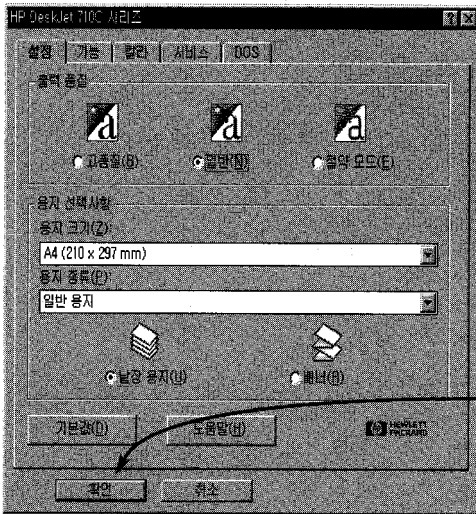 HP DeskJet 710C 시리즈
설정 기능 컬러 서비스 DOS
출력 품질
고품질(B) 일반(N) 절약 모드(E)
용지 선택사항
용지 크기(Z):
A4 (210 x 297 mm)
용지 종류(P):
일반 용지
낱장 용지(U) 배너(R)
기본값(D) 도움말(H) HEWLETT PACKARD
확인 취소